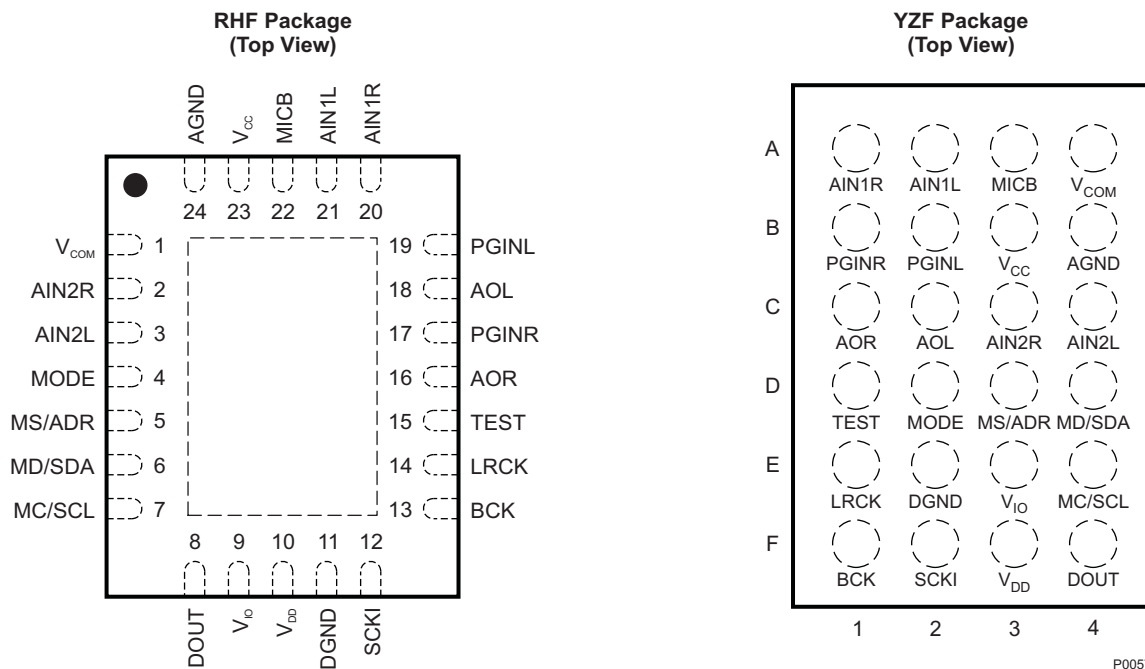 RHF Package
(Top View)
AGND
VCC
MICB
AIN1L
AIN1R
24 23 22 21 20
VCOM 1
AIN2R 2
AIN2L 3
MODE 4
MS/ADR 5
MD/SDA 6
MC/SCL 7
19 PGINL
18 AOL
17 PGINR
16 AOR
15 TEST
14 LRCK
13 BCK
8 9 10 11 12
DOUT
VIO
VDD
DGND
SCKI
YZF Package
(Top View)
A
AIN1R AIN1L MICB VCOM
B
PGINR PGINL VCC AGND
C
AOR AOL AIN2R AIN2L
D
TEST MODE MS/ADR MD/SDA
E
LRCK DGND VIO MC/SCL
F
BCK SCKI VDD DOUT
1 2 3 4